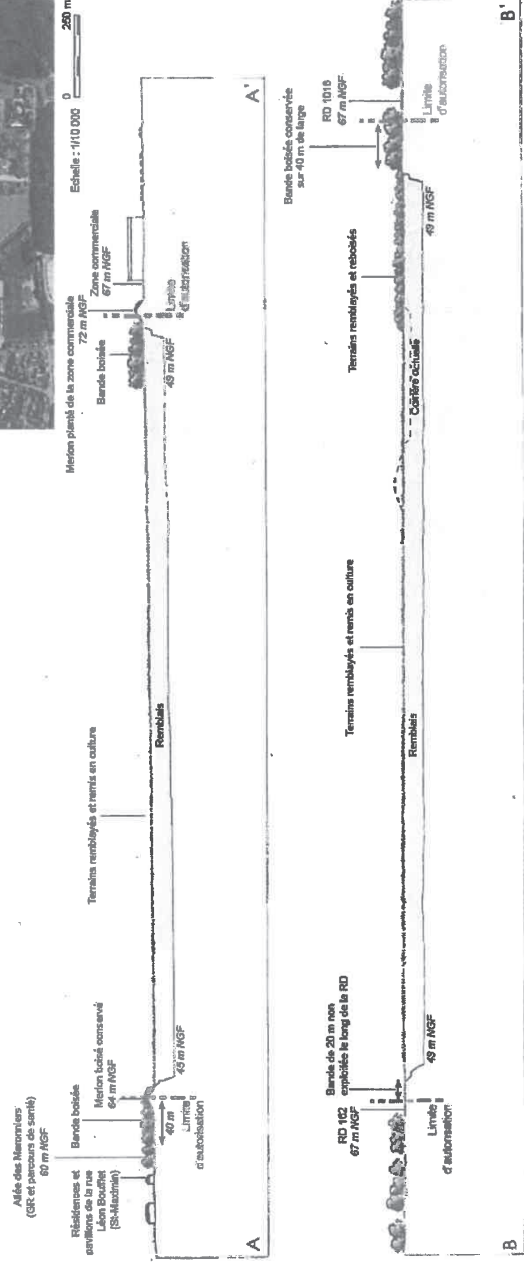 Echelle : 1/10 000
0 250 m
Allée des Marronniers
(GR et parcours de santé)
60 m NGF
Résidences et
pavillons de la rue
Léon Bouffet
(St-Maximin)
Bande boisée
Merlon boisé conservé
64 m NGF
40 m
Limite
d'autorisation
45 m NGF
Terrains remblayés et remis en culture
Remblais
Merlon planté de la zone commerciale
72 m NGF
Bande boisée
Zone commerciale
67 m NGF
49 m NGF
Limite
d'autorisation
A
A'
RD 162
67 m NGF
Bande de 20 m non
exploitée le long de la RD
Limite
d'autorisation
49 m NGF
Terrains remblayés et remis en culture
Remblais
Carrière actuelle
Terrains remblayés et reboisés
Bande boisée conservée
sur 40 m de large
RD 1016
67 m NGF
Limite
d'autorisation
49 m NGF
B
B'